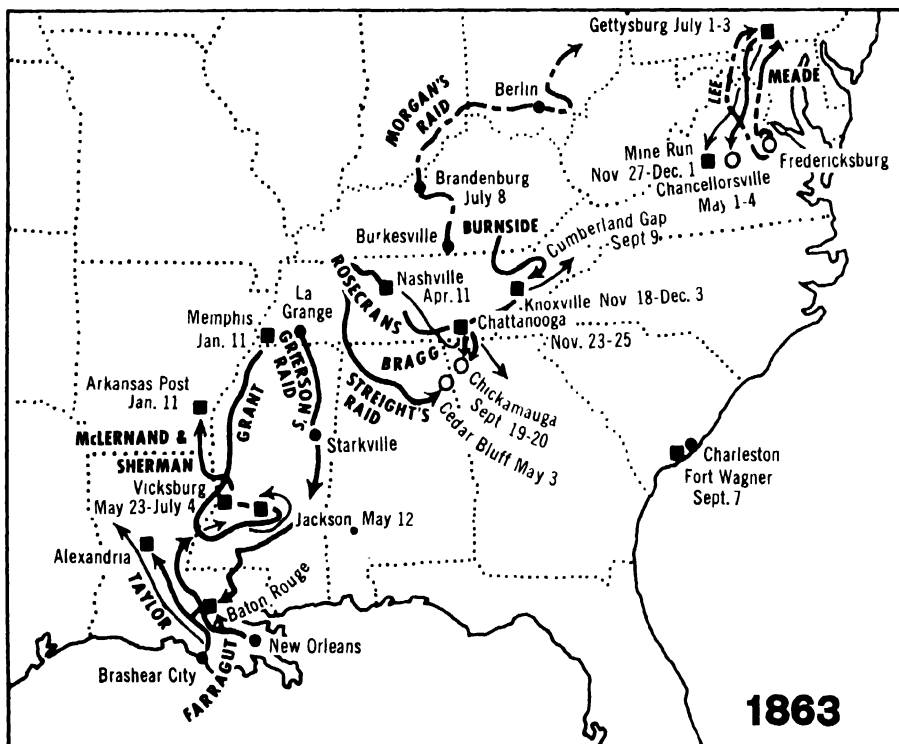 Gettysburg July 1-3
LEE
MEADE
Berlin
MORGAN'S
RAID
Mine Run
Nov 27-Dec. 1
Fredericksburg
Chancellorsville
May 1-4
Brandenburg
July 8
Burkesville
BURNSIDE
Cumberland Gap
Sept 9
ROSECRANS
Nashville
Apr. 11
Knoxville Nov 18-Dec. 3
La
Grange
Memphis
Jan. 11
GRIERSON'S
RAID
Chattanooga
Nov. 23-25
BRAGG
STREIGHT'S
RAID
Chickamauga
Sept 19-20
Cedar Bluff May 3
Arkansas Post
Jan. 11
GRANT
McLERNAND &
SHERMAN
Starkville
Charleston
Fort Wagner
Sept. 7
Vicksburg
May 23-July 4
Jackson May 12
Alexandria
TAYLOR
Baton Rouge
New Orleans
Brashear City
FARRAGUT
1863